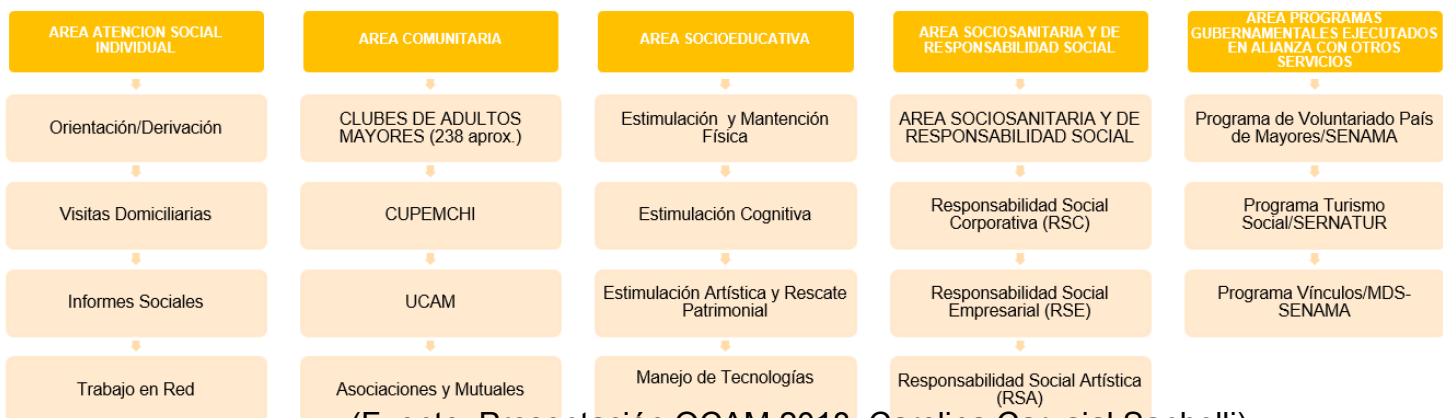 AREA ATENCION SOCIAL
INDIVIDUAL
Orientación/Derivación
Visitas Domiciliarias
Informes Sociales
Trabajo en Red
AREA COMUNITARIA
CLUBES DE ADULTOS
MAYORES (238 aprox.)
CUPEMCHI
UCAM
Asociaciones y Mutuales
AREA SOCIOEDUCATIVA
Estimulación y Mantención
Física
Estimulación Cognitiva
Estimulación Artística y Rescate
Patrimonial
Manejo de Tecnologías
AREA SOCIOSANITARIA Y DE
RESPONSABILIDAD SOCIAL
AREA SOCIOSANITARIA Y DE
RESPONSABILIDAD SOCIAL
Responsabilidad Social
Corporativa (RSC)
Responsabilidad Social
Empresarial (RSE)
Responsabilidad Social Artística
(RSA)
AREA PROGRAMAS
GUBERNAMENTALES EJECUTADOS
EN ALIANZA CON OTROS
SERVICIOS
Programa de Voluntariado País
de Mayores/SENAMA
Programa Turismo
Social/SERNATUR
Programa Vínculos/MDS-
SENAMA